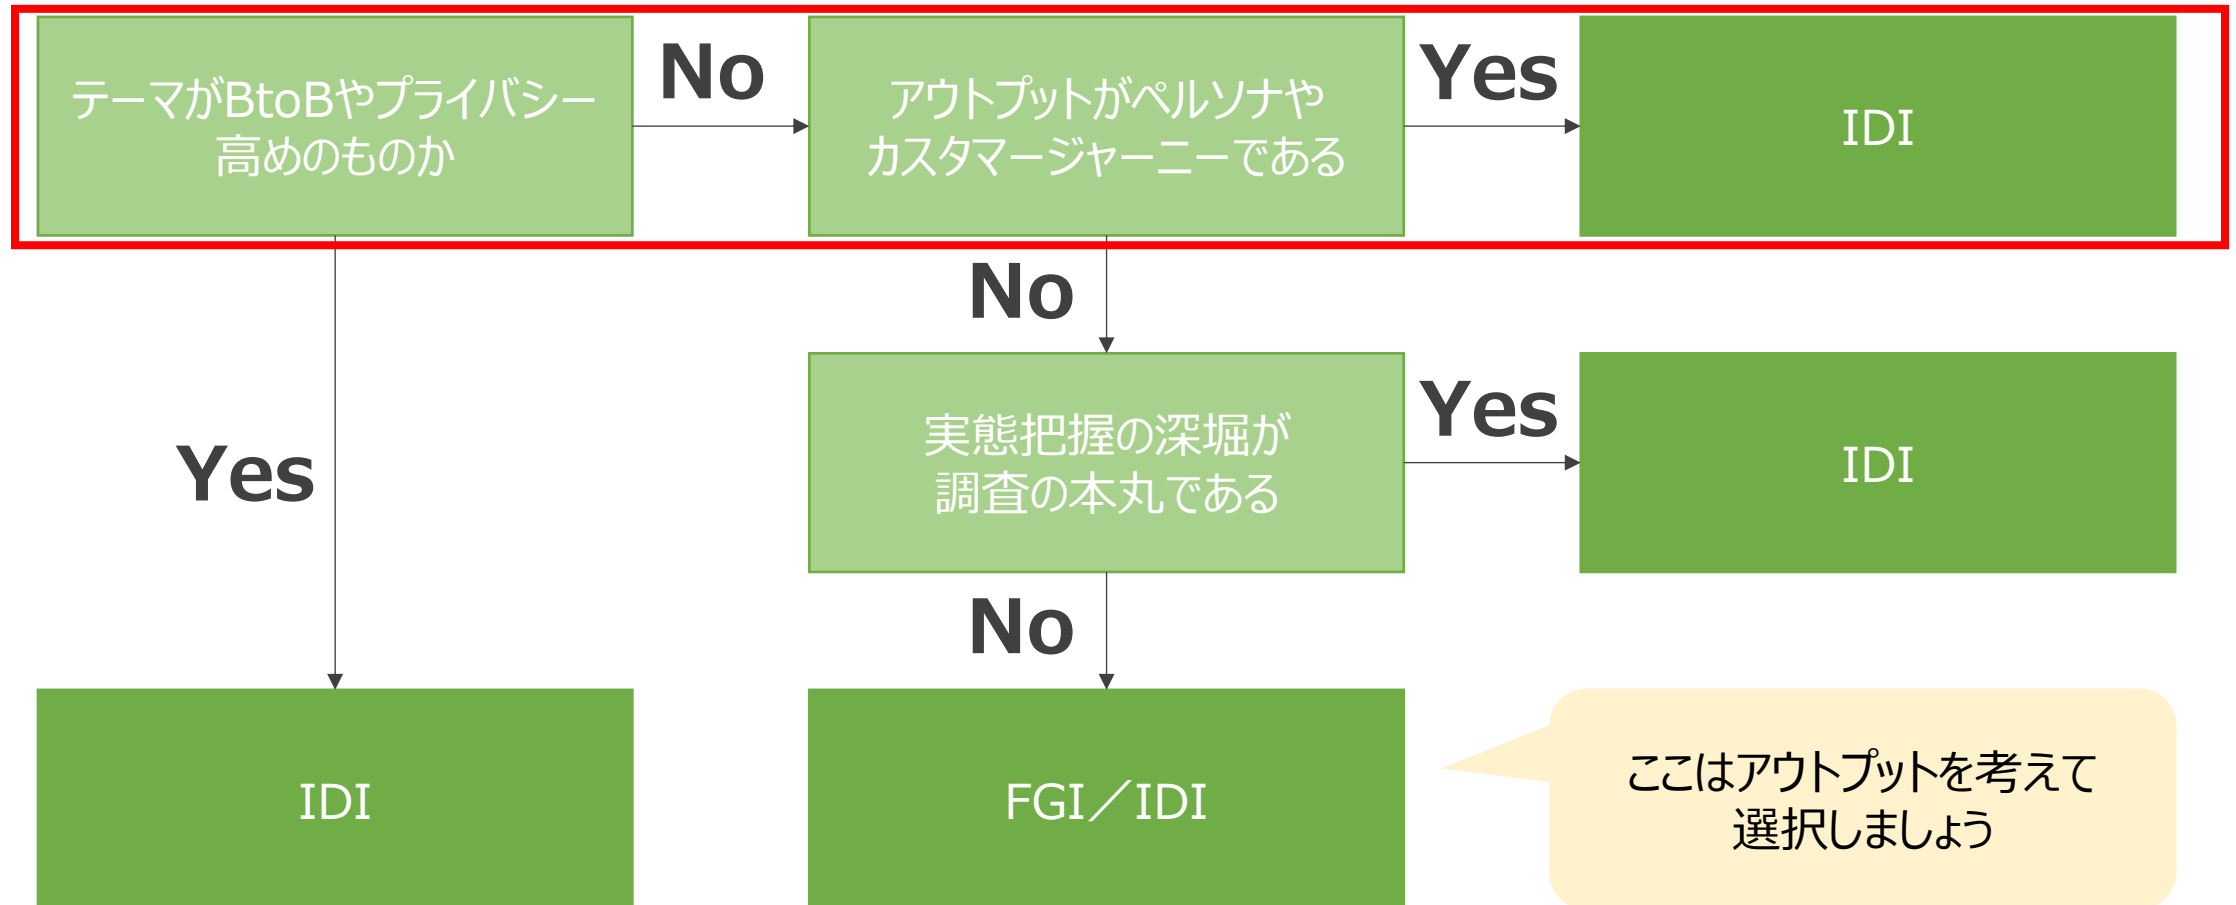 テーマがBtoBやプライバシー
高めのものか
No
アウトプットがペルソナや
カスタマージャーニーである
Yes
IDI
No
実態把握の深堀が
調査の本丸である
Yes
IDI
Yes
No
IDI
FGI／IDI
ここはアウトプットを考えて
選択しましょう